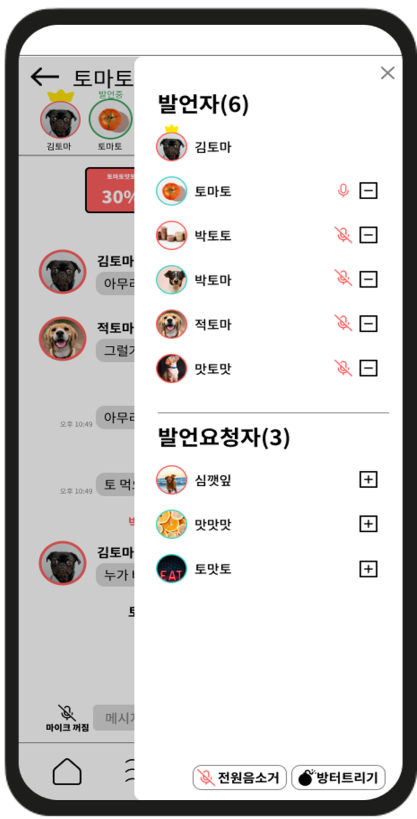 토마토
발언중
김토마
토마토
30%
김토마
아무리
적토마
그럴
아무
오후 10:49
토 먹
오후 10:49
김토마
누가
마이크 꺼짐
메시지
발언자(6)
김토마
토마토
박토토
박토마
적토마
맛토맛
발언요청자(3)
심깻잎
맛맛맛
토맛토
EAT
전원음소거
방터트리기